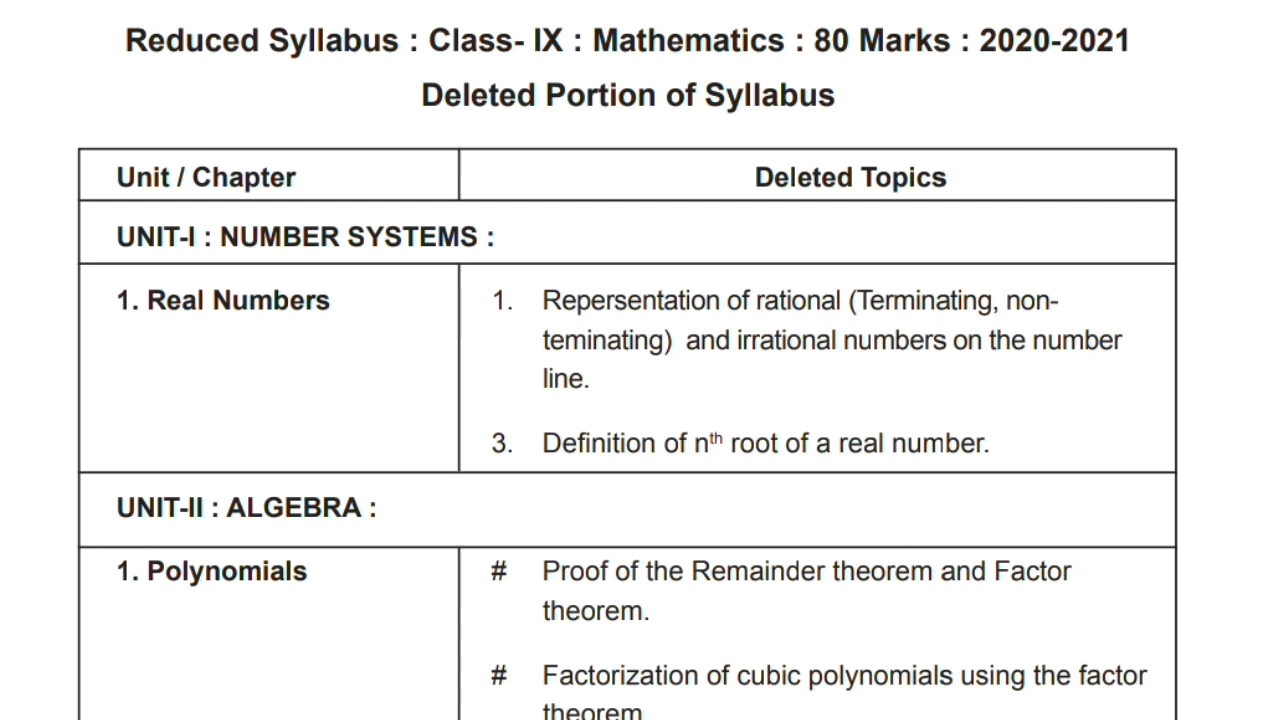 Reduced Syllabus : Class- IX : Mathematics : 80 Marks : 2020-2021
Deleted Portion of Syllabus
Unit / Chapter
Deleted Topics
UNIT-I : NUMBER SYSTEMS :
1. Real Numbers
1. Repersentation of rational (Terminating, non-
teminating) and irrational numbers on the number
line.
3. Definition of nth root of a real number.
UNIT-II : ALGEBRA :
1. Polynomials
# Proof of the Remainder theorem and Factor
theorem.
# Factorization of cubic polynomials using the factor
theorem